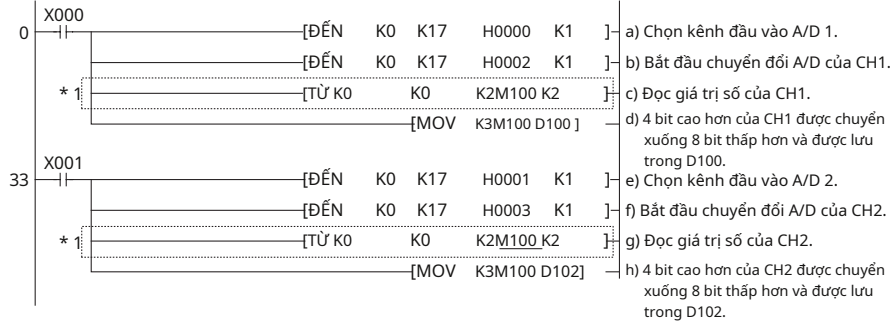 X000
0 [ĐẾN K0 K17 H0000 K1 ] a) Chọn kênh đầu vào A/D 1.
[ĐẾN K0 K17 H0002 K1 ] b) Bắt đầu chuyển đổi A/D của CH1.
* 1 [TỪ K0 K0 K2M100 K2 ] c) Đọc giá trị số của CH1.
[MOV K3M100 D100 ] d) 4 bit cao hơn của CH1 được chuyển
xuống 8 bit thấp hơn và được lưu
trong D100.
X001
33 [ĐẾN K0 K17 H0001 K1 ] e) Chọn kênh đầu vào A/D 2.
[ĐẾN K0 K17 H0003 K1 ] f) Bắt đầu chuyển đổi A/D của CH2.
* 1 [TỪ K0 K0 K2M100 K2 ] g) Đọc giá trị số của CH2.
[MOV K3M100 D102] h) 4 bit cao hơn của CH2 được chuyển
xuống 8 bit thấp hơn và được lưu
trong D102.